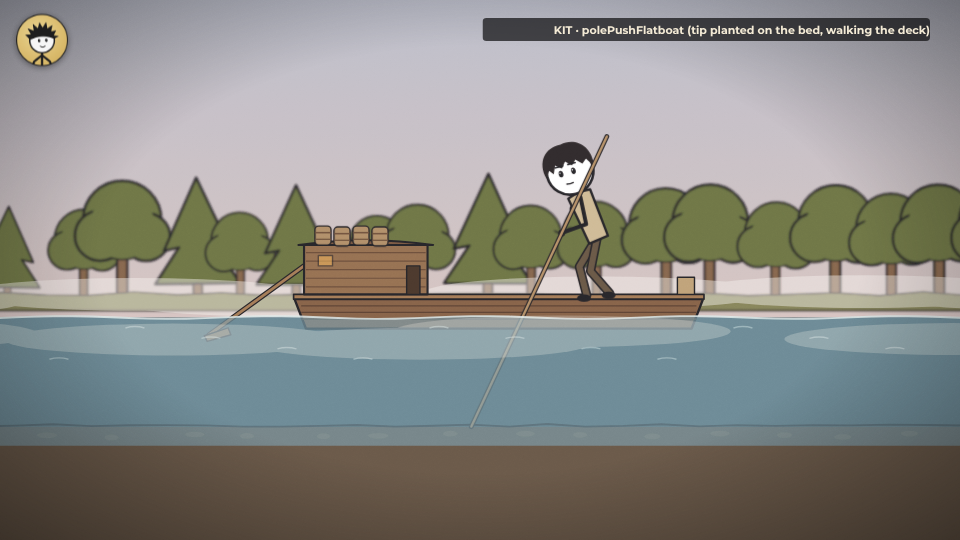 KIT · polePushFlatboat (tip planted on the bed, walking the deck)